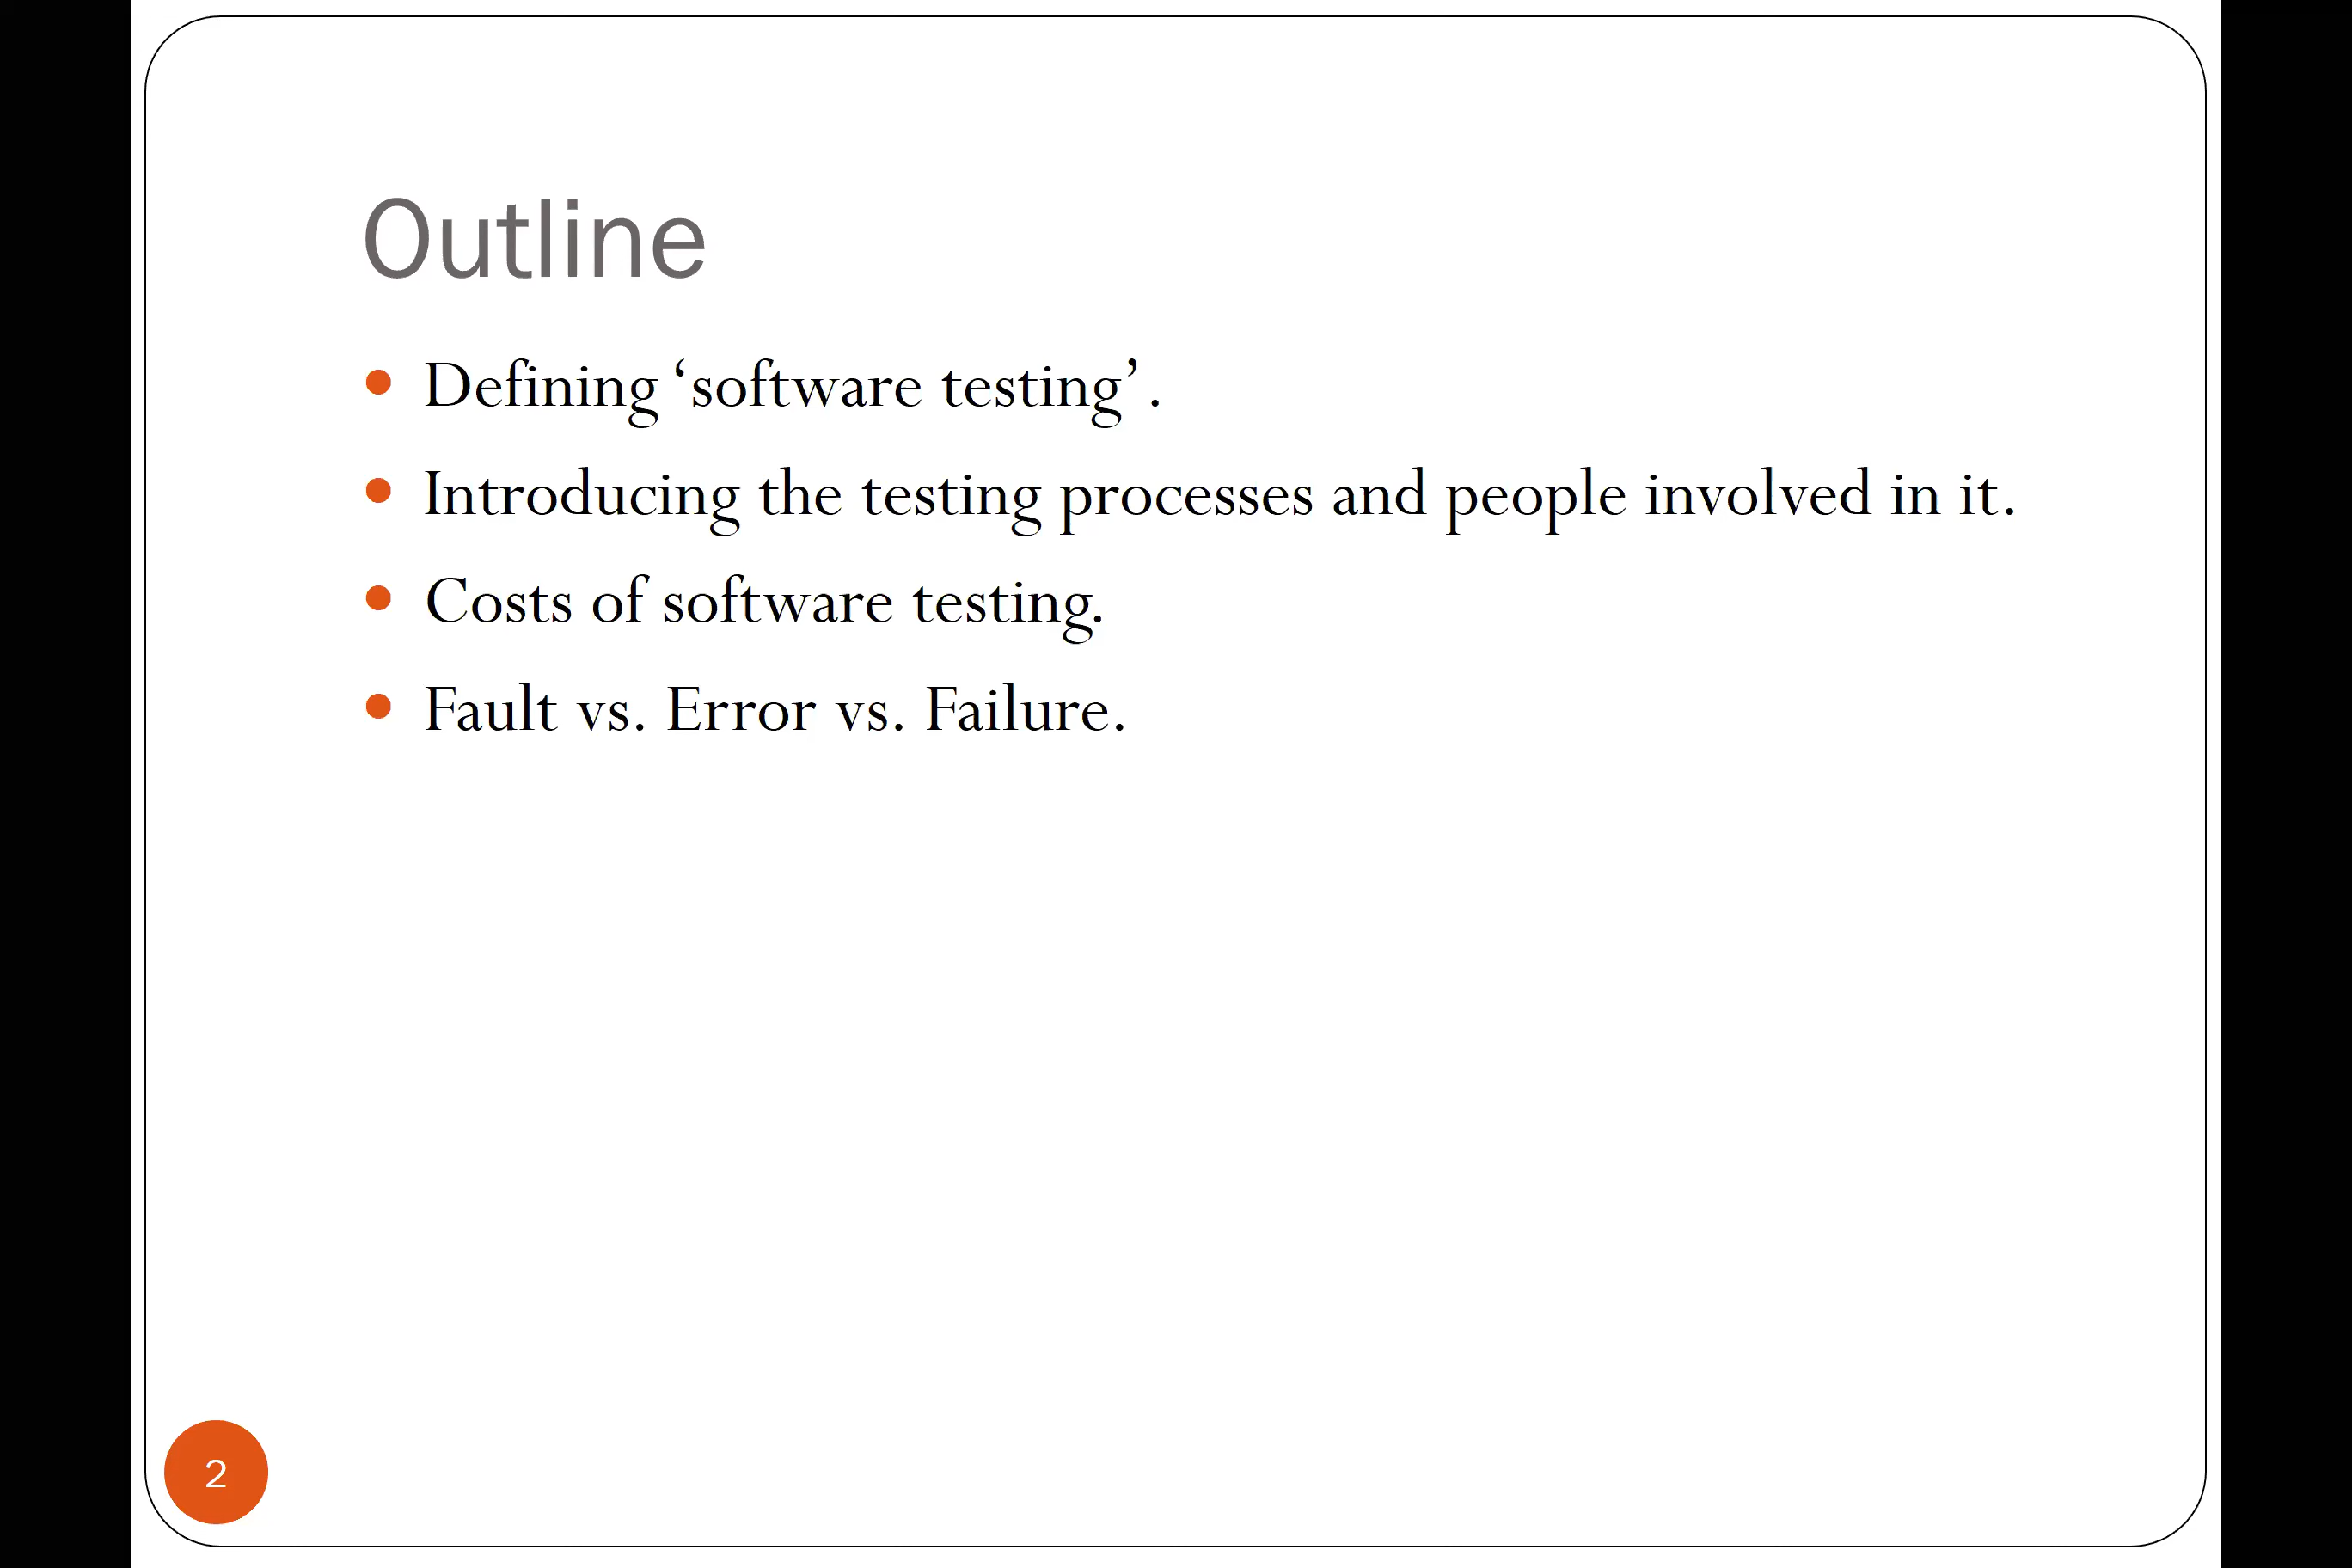 Outline
Defining ‘software testing’.
Introducing the testing processes and people involved in it.
Costs of software testing.
Fault vs. Error vs. Failure.
2